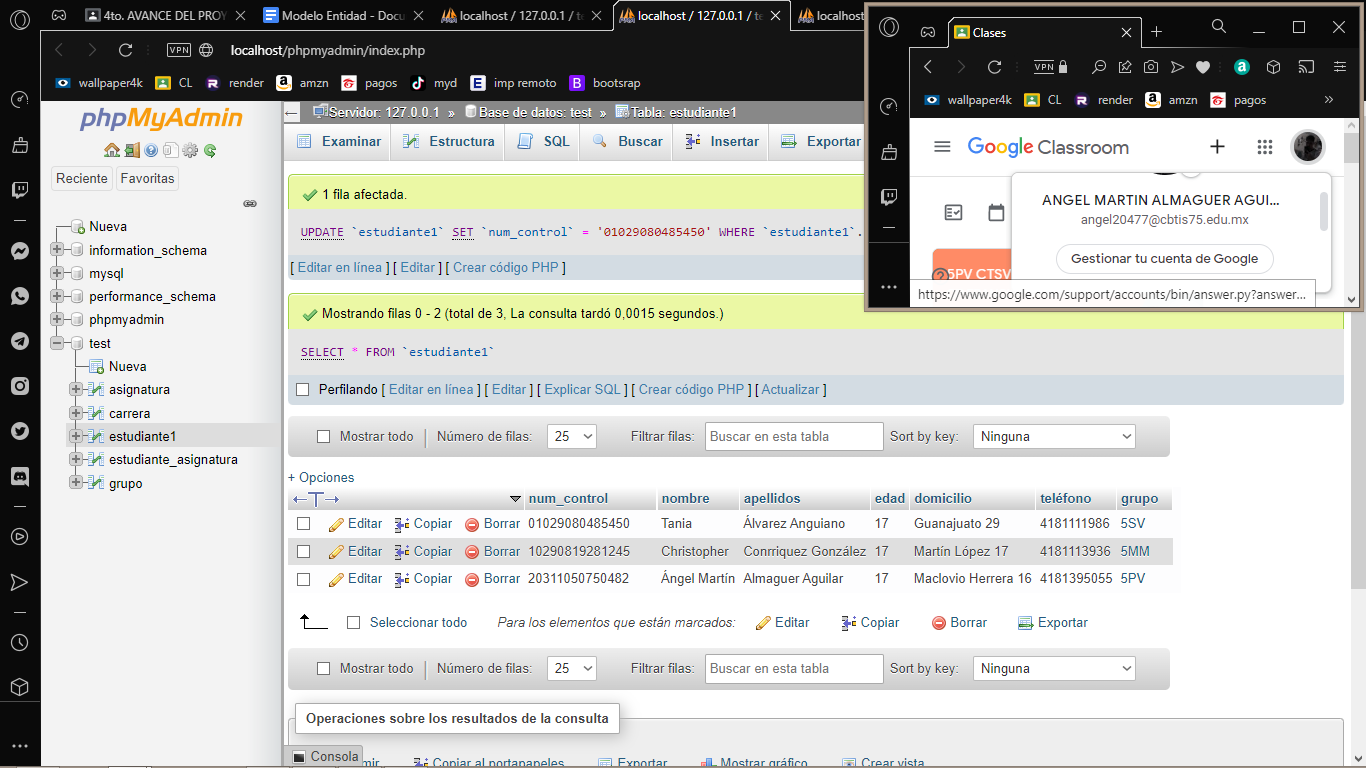 4to. AVANCE DEL PROY
Modelo Entidad - Docu
localhost / 127.0.0.1 / te
localhost / 127.0.0.1 / te
localhost
VPN
localhost/phpmyadmin/index.php
wallpaper4k
CL
render
amzn
pagos
myd
imp remoto
bootsrap
Clases
VPN
wallpaper4k
CL
render
amzn
pagos
»
Google Classroom
ANGEL MARTIN ALMAGUER AGUI...
angel20477@cbtis75.edu.mx
Gestionar tu cuenta de Google
5PV CTSV
https://www.google.com/support/accounts/bin/answer.py?answer...
phpMyAdmin
Reciente
Favoritas
Nueva
information_schema
mysql
performance_schema
phpmyadmin
test
Nueva
asignatura
carrera
estudiante1
estudiante_asignatura
grupo
Servidor: 127.0.0.1 » Base de datos: test » Tabla: estudiante1
Examinar
Estructura
SQL
Buscar
Insertar
Exportar
1 fila afectada.
UPDATE `estudiante1` SET `num_control` = '01029080485450' WHERE `estudiante1`.
[ Editar en línea ] [ Editar ] [ Crear código PHP ]
Mostrando filas 0 - 2 (total de 3, La consulta tardó 0,0015 segundos.)
SELECT * FROM `estudiante1`
Perfilando [ Editar en línea ] [ Editar ] [ Explicar SQL ] [ Crear código PHP ] [ Actualizar ]
Mostrar todo | Número de filas: 25 Filtrar filas: Buscar en esta tabla Sort by key: Ninguna
+ Opciones
←T→ num_control nombre apellidos edad domicilio teléfono grupo
Editar Copiar Borrar 01029080485450 Tania Álvarez Anguiano 17 Guanajuato 29 4181111986 5SV
Editar Copiar Borrar 10290819281245 Christopher Conrriquez González 17 Martín López 17 4181113936 5MM
Editar Copiar Borrar 20311050750482 Ángel Martín Almaguer Aguilar 17 Maclovio Herrera 16 4181395055 5PV
Seleccionar todo Para los elementos que están marcados: Editar Copiar Borrar Exportar
Mostrar todo | Número de filas: 25 Filtrar filas: Buscar en esta tabla Sort by key: Ninguna
Operaciones sobre los resultados de la consulta
Consola
Copiar al portapapeles
Exportar
Mostrar gráfico
Crear vista